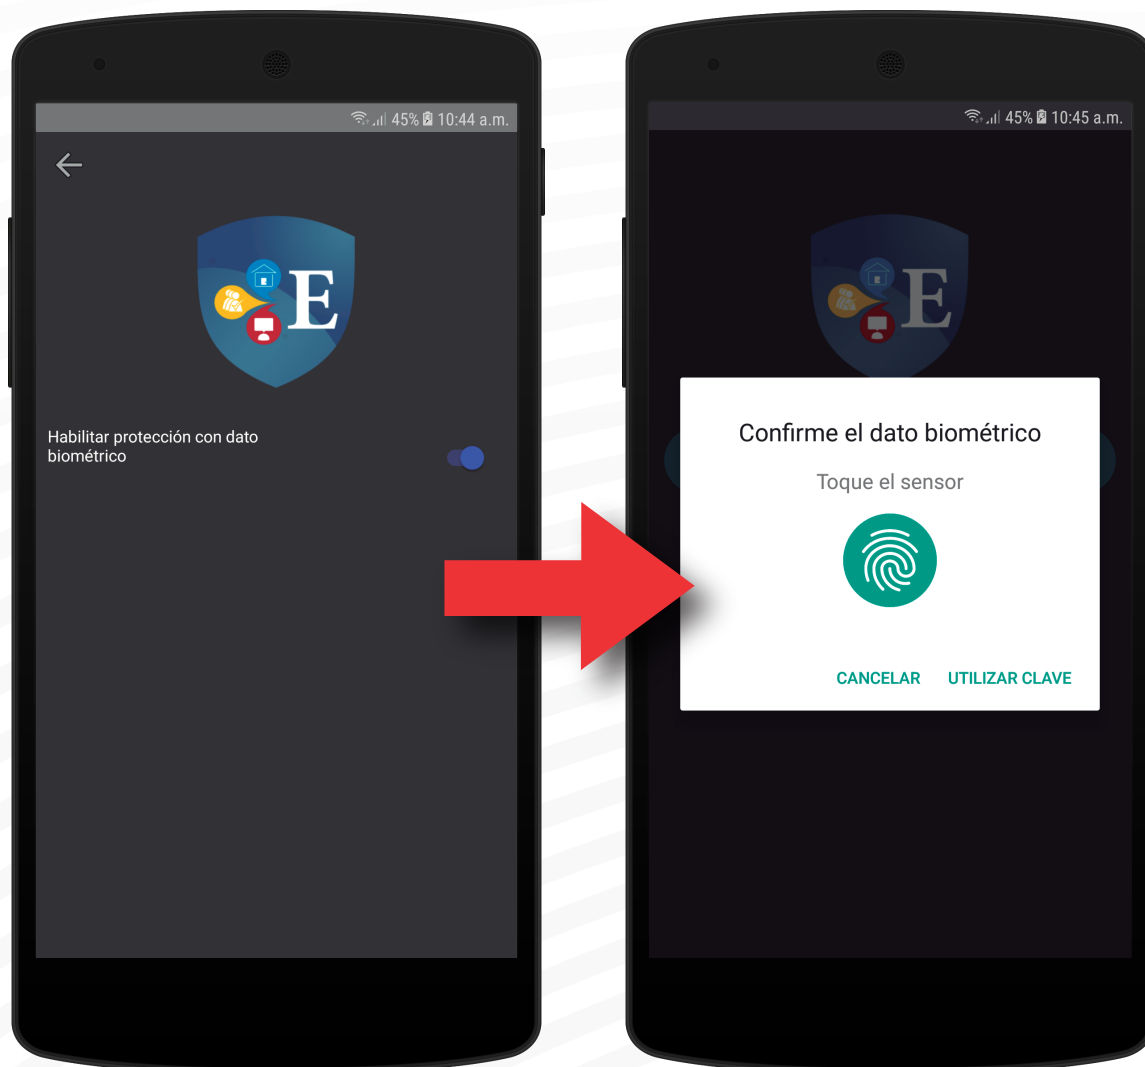 45% 10:44 a.m.
E
Habilitar protección con dato
biométrico
45% 10:45 a.m.
E
Confirme el dato biométrico
Toque el sensor
CANCELAR UTILIZAR CLAVE